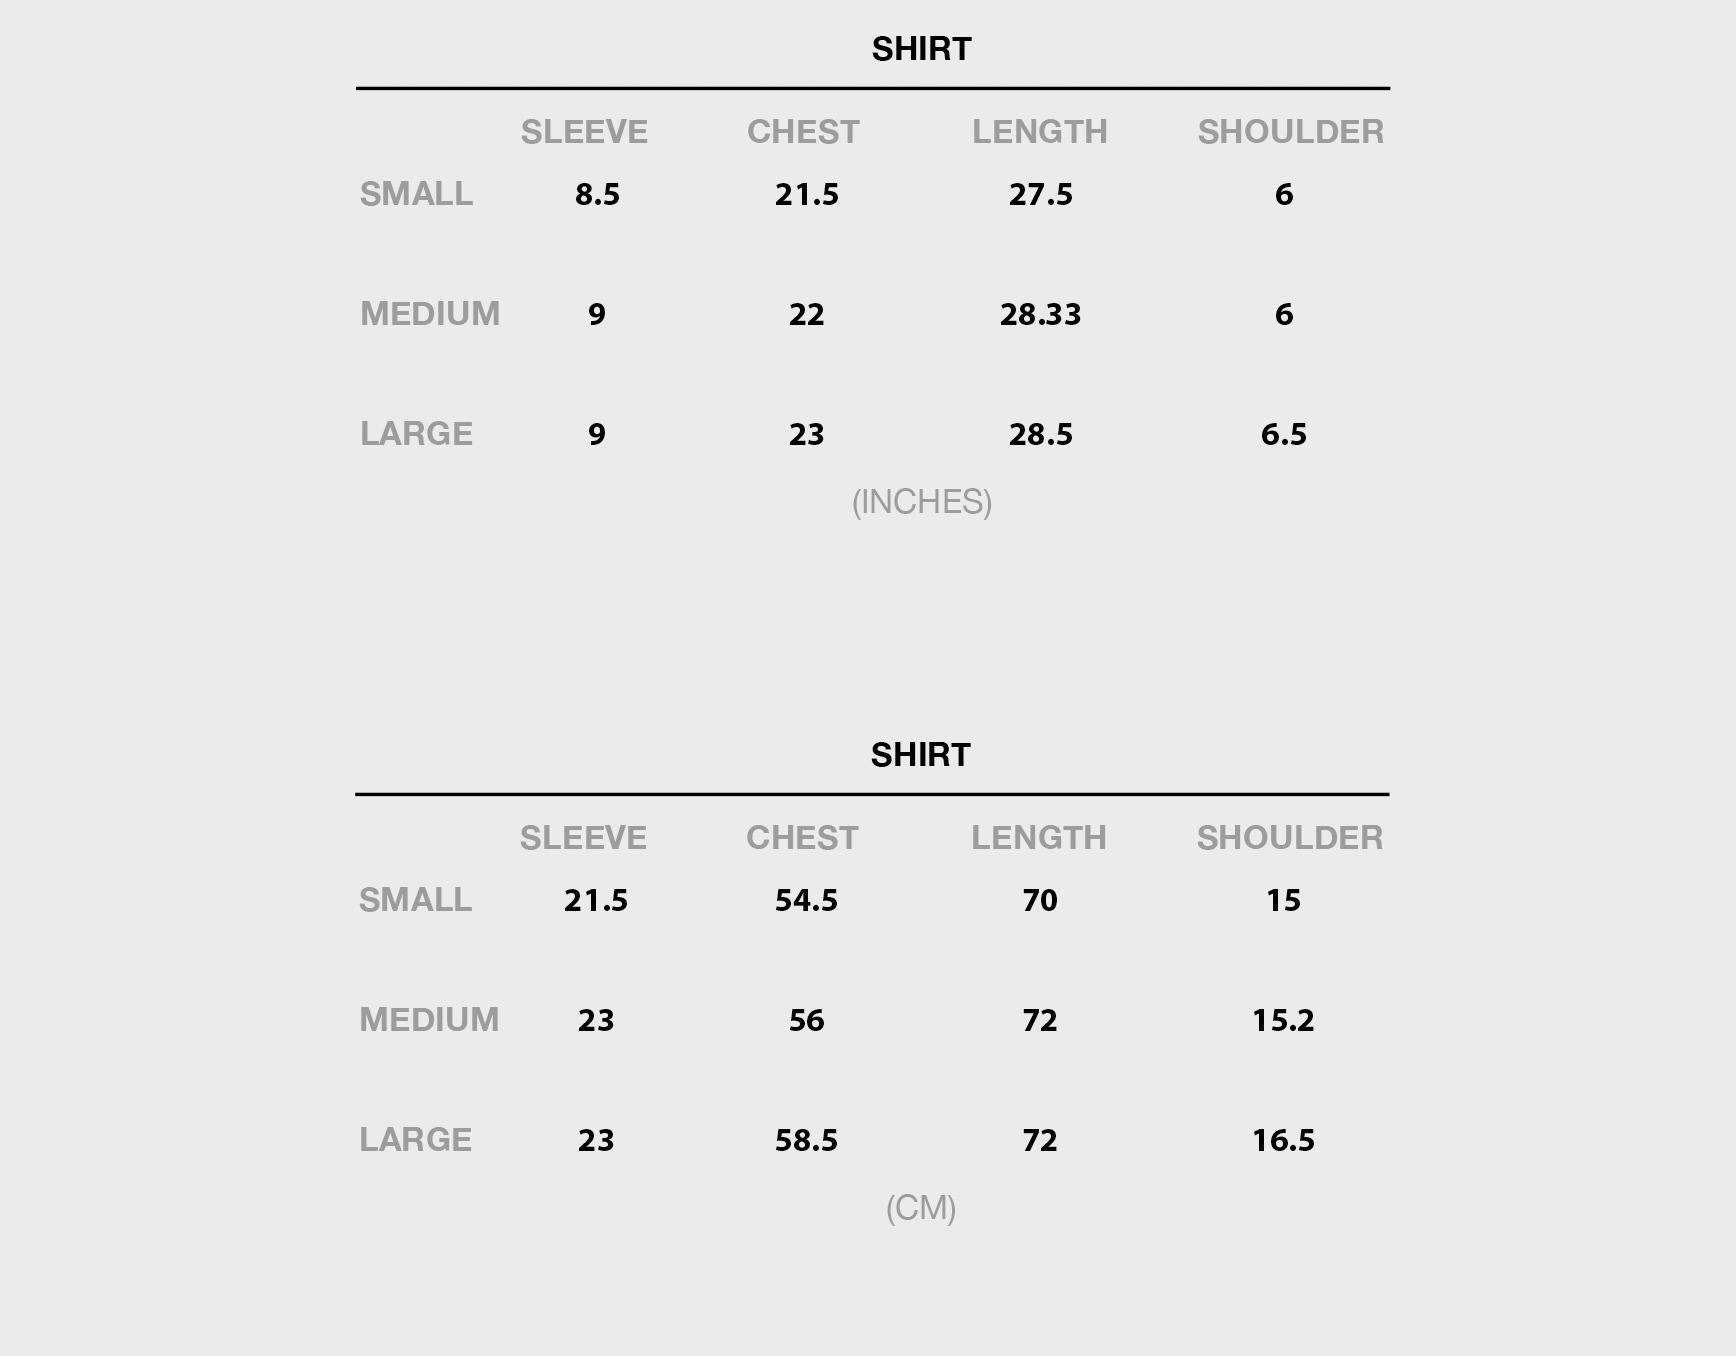 SHIRT
SLEEVE CHEST LENGTH SHOULDER
SMALL 8.5 21.5 27.5 6
MEDIUM 9 22 28.33 6
LARGE 9 23 28.5 6.5
(INCHES)
SHIRT
SLEEVE CHEST LENGTH SHOULDER
SMALL 21.5 54.5 70 15
MEDIUM 23 56 72 15.2
LARGE 23 58.5 72 16.5
(CM)